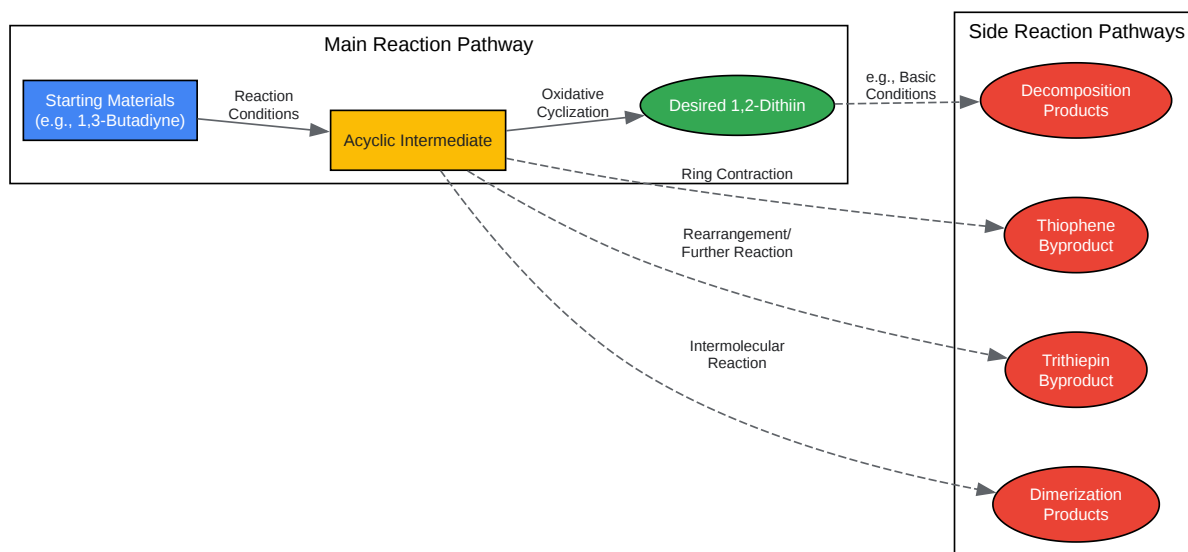 Main Reaction Pathway
Side Reaction Pathways
Starting Materials
(e.g., 1,3-Butadiyne)
Reaction
Conditions
Acyclic Intermediate
Oxidative
Cyclization
Desired 1,2-Dithiin
e.g., Basic
Conditions
Decomposition
Products
Ring Contraction
Thiophene
Byproduct
Rearrangement/
Further Reaction
Trithiepin
Byproduct
Intermolecular
Reaction
Dimerization
Products